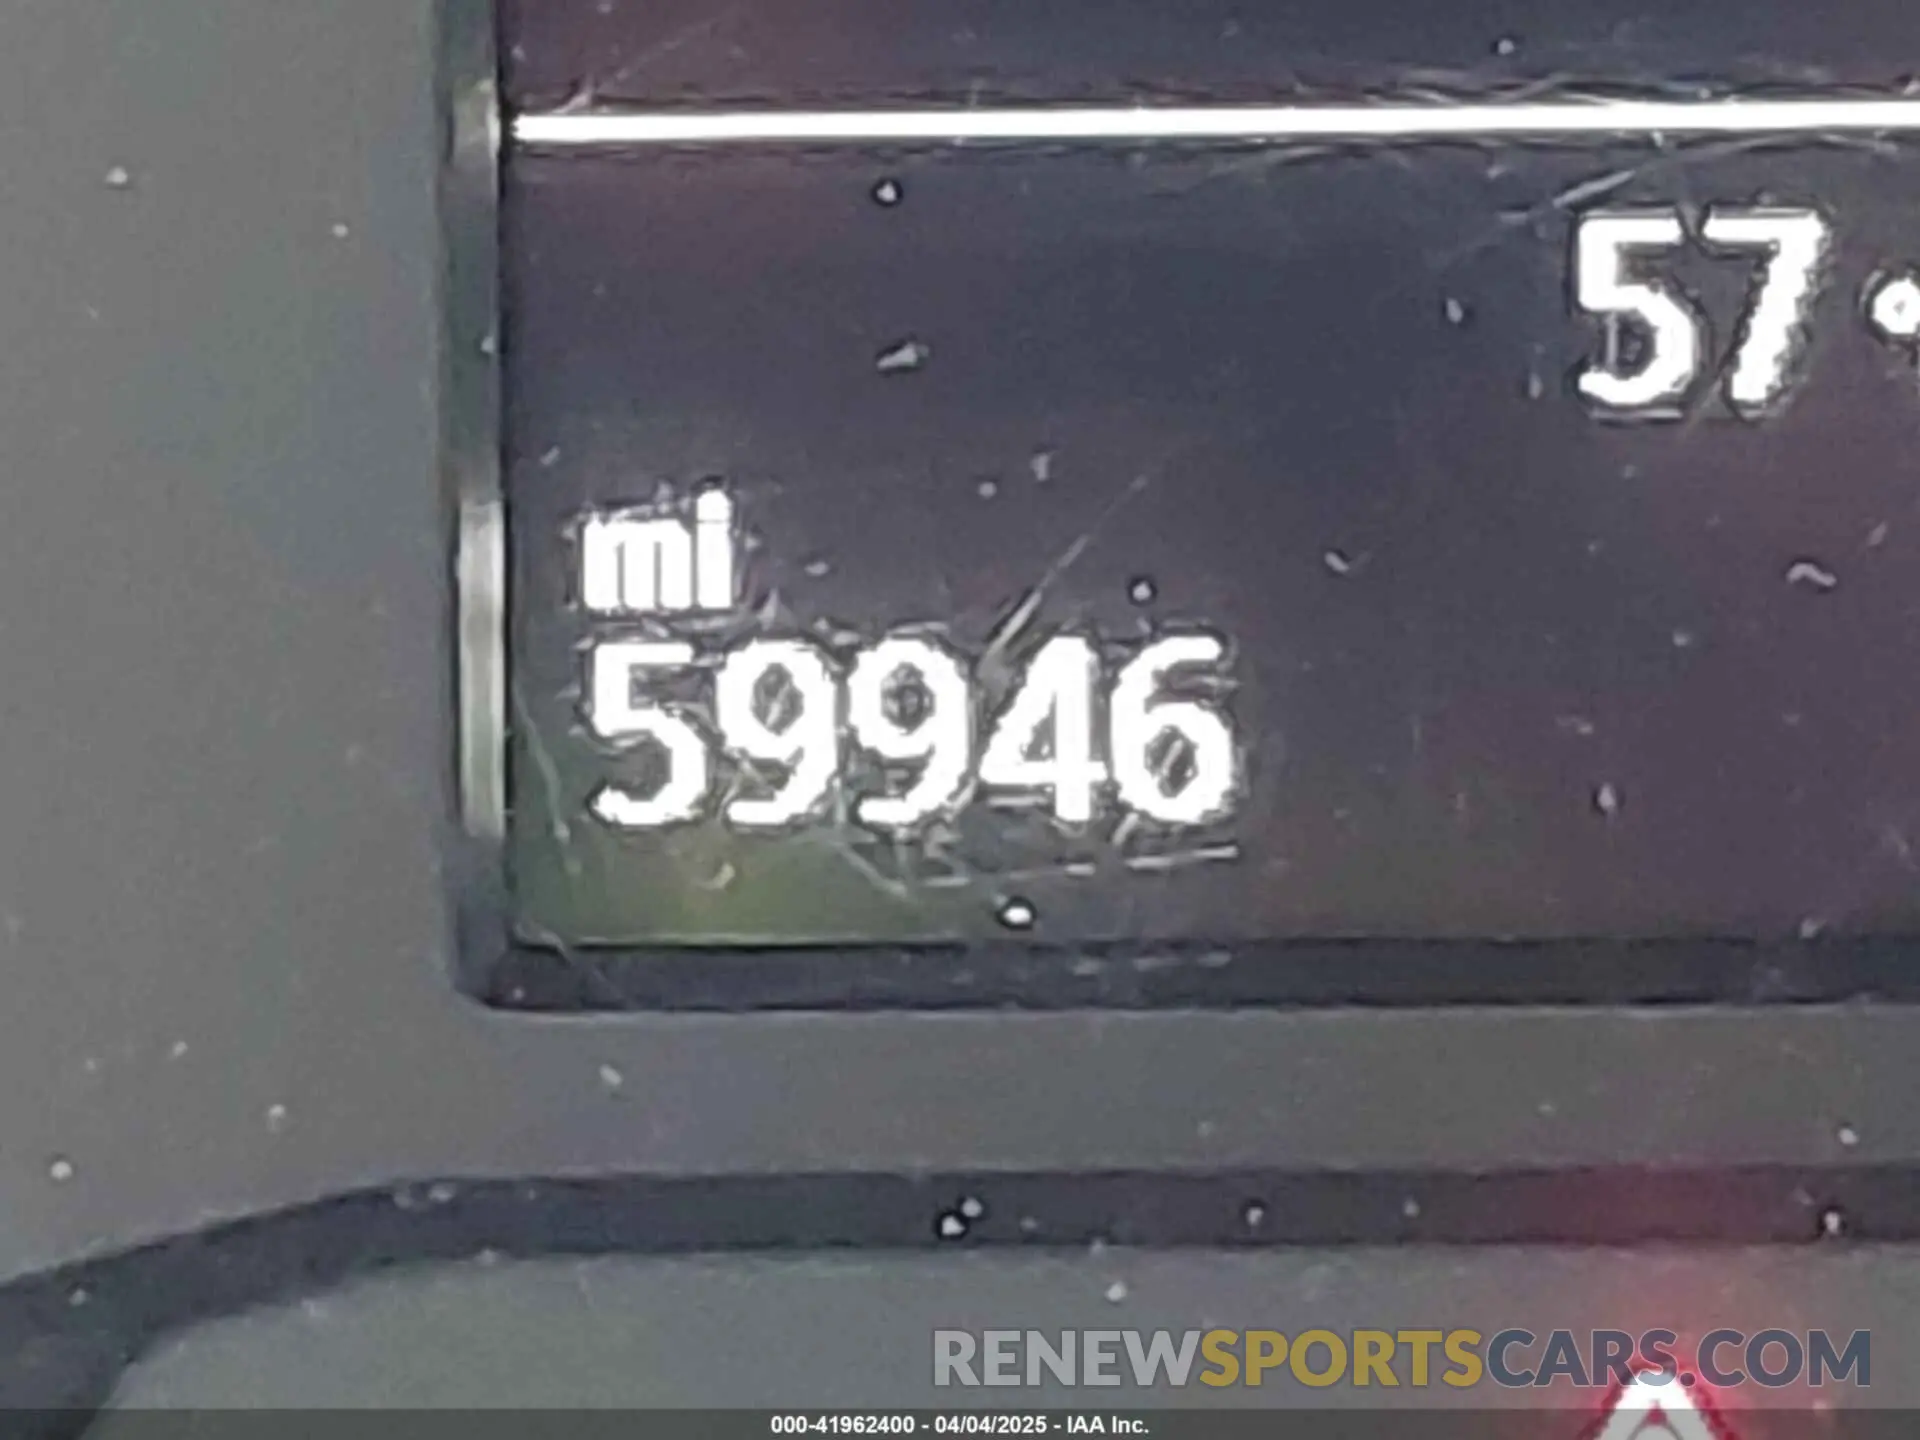 57°
mi
59946
RENEWSPORTSCARS.COM
000-41962400 - 04/04/2025 - IAA Inc.